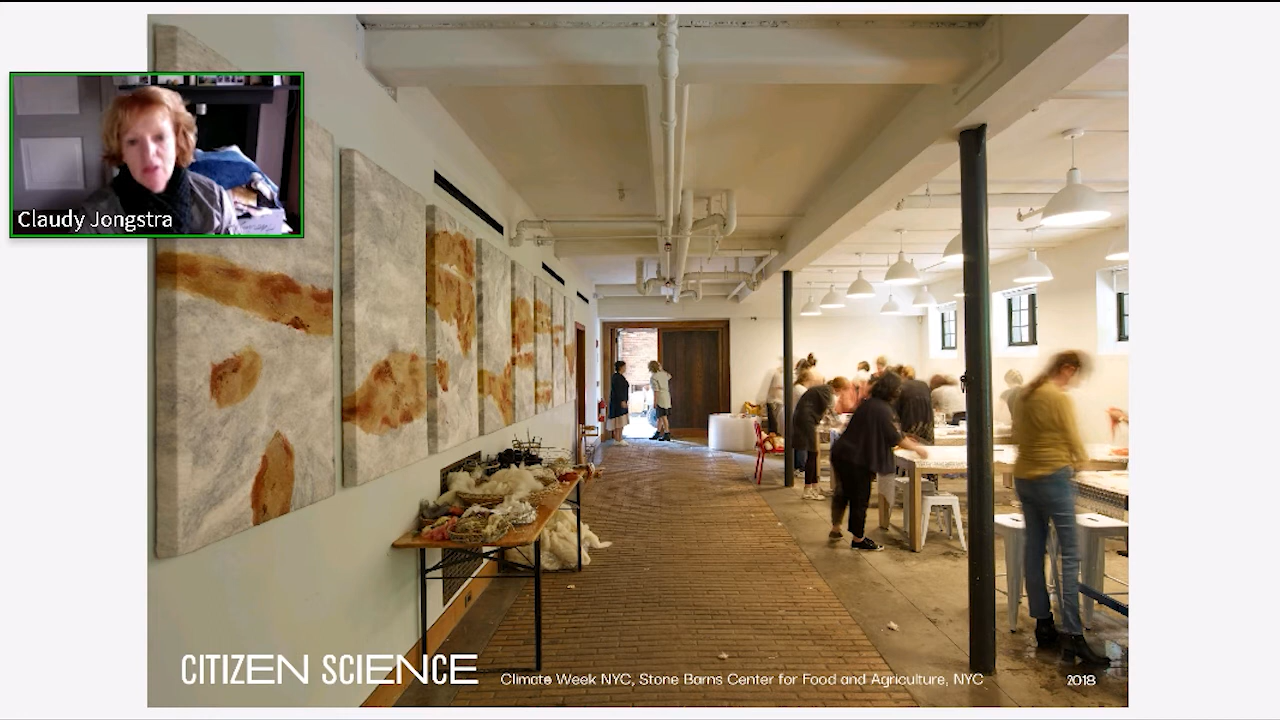 Claudy Jongstra
CITIZEN SCIENCE
Climate Week NYC, Stone Barns Center for Food and Agriculture, NYC
2018